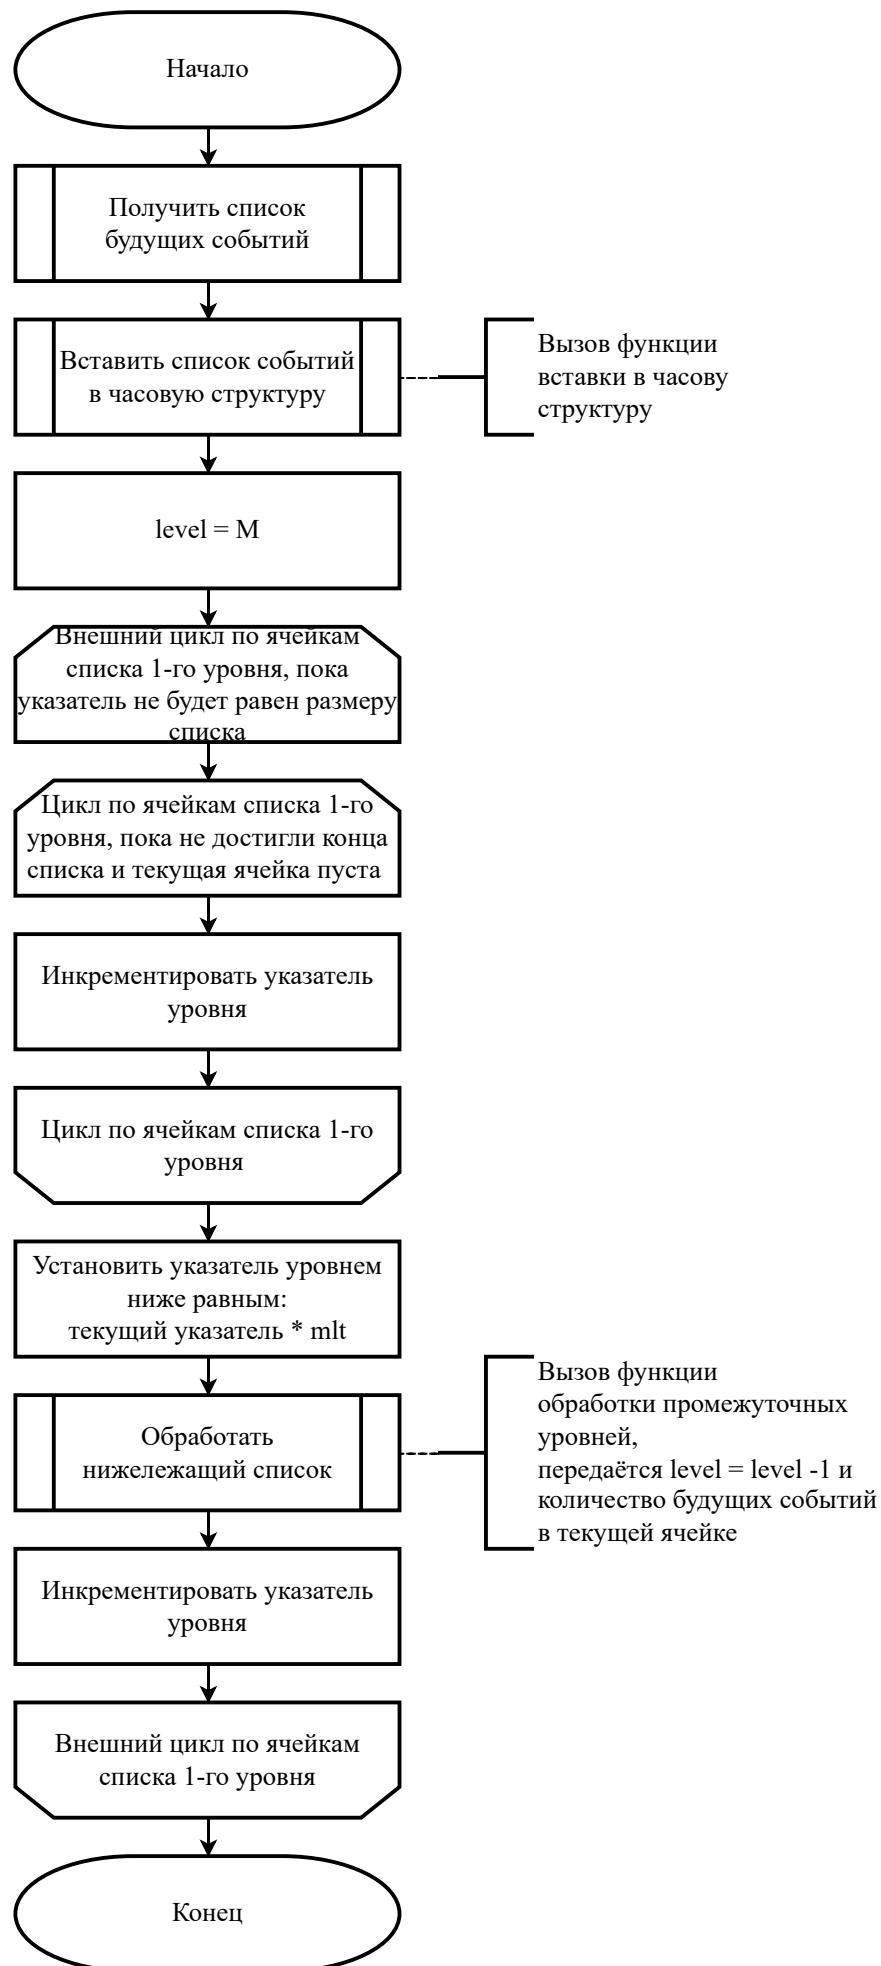 Начало
Получить список
будущих событий
Вставить список событий
в часовую структуру
Вызов функции
вставки в часову
структуру
level = M
Внешний цикл по ячейкам
списка 1-го уровня, пока
указатель не будет равен размеру
списка
Цикл по ячейкам списка 1-го
уровня, пока не достигли конца
списка и текущая ячейка пуста
Инкрементировать указатель
уровня
Цикл по ячейкам списка 1-го
уровня
Установить указатель уровнем
ниже равным:
текущий указатель * mlt
Обработать
нижележащий список
Вызов функции
обработки промежуточных
уровней,
передаётся level = level -1 и
количество будущих событий
в текущей ячейке
Инкрементировать указатель
уровня
Внешний цикл по ячейкам
списка 1-го уровня
Конец